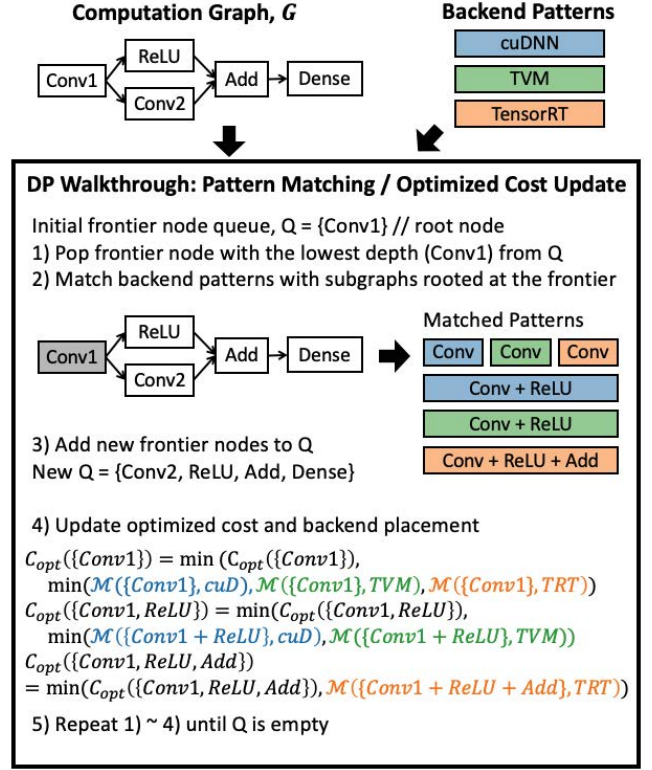 Computation Graph, G
Backend Patterns
Conv1
ReLU
Conv2
Add
Dense
cuDNN
TVM
TensorRT
DP Walkthrough: Pattern Matching / Optimized Cost Update
Initial frontier node queue, Q = {Conv1} // root node
1) Pop frontier node with the lowest depth (Conv1) from Q
2) Match backend patterns with subgraphs rooted at the frontier
Conv1
ReLU
Conv2
Add
Dense
Matched Patterns
Conv Conv Conv
Conv + ReLU
Conv + ReLU
Conv + ReLU + Add
3) Add new frontier nodes to Q
New Q = {Conv2, ReLU, Add, Dense}
4) Update optimized cost and backend placement
C_opt({Conv1}) = min (C_opt({Conv1}),
min(ℳ({Conv1}, cuD), ℳ({Conv1}, TVM), ℳ({Conv1}, TRT))
C_opt({Conv1, ReLU}) = min(C_opt({Conv1, ReLU}),
min(ℳ({Conv1 + ReLU}, cuD), ℳ({Conv1 + ReLU}, TVM))
C_opt({Conv1, ReLU, Add})
= min(C_opt({Conv1, ReLU, Add}), ℳ({Conv1 + ReLU + Add}, TRT))
5) Repeat 1) ~ 4) until Q is empty